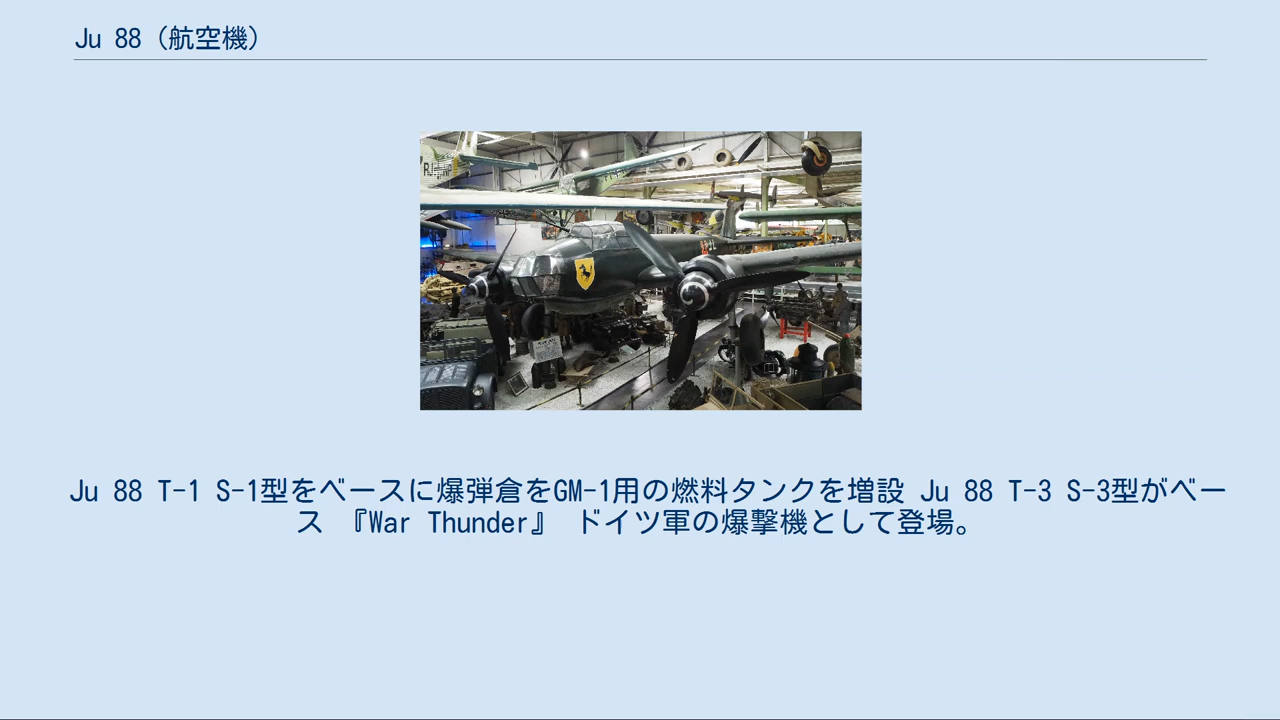 Ju 88（航空機）
Ju 88 T-1 S-1型をベースに爆弾倉をGM-1用の燃料タンクを増設 Ju 88 T-3 S-3型がベー
ス 『War Thunder』 ドイツ軍の爆撃機として登場。